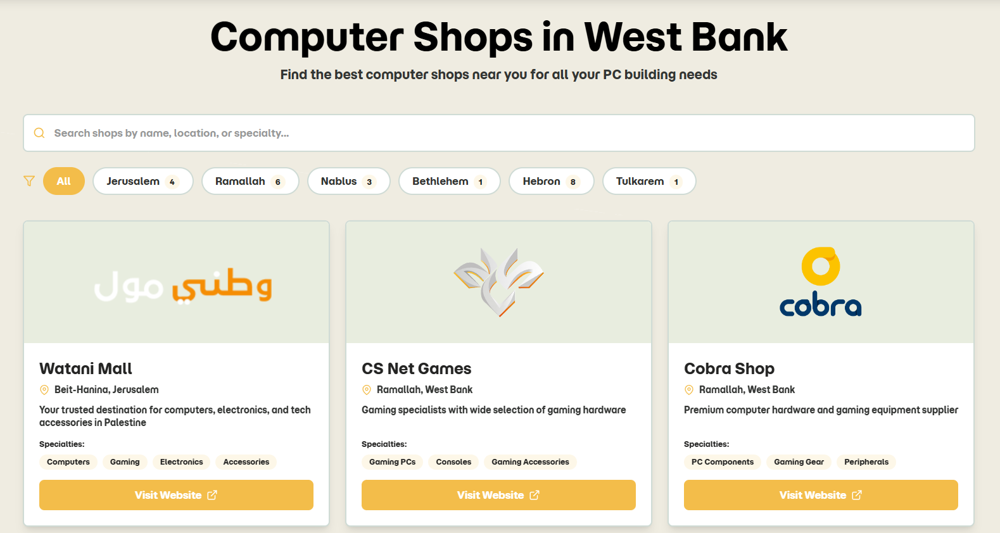 Computer Shops in West Bank
Find the best computer shops near you for all your PC building needs
Search shops by name, location, or specialty...
All
Jerusalem 4
Ramallah 6
Nablus 3
Bethlehem 1
Hebron 8
Tulkarem 1
وطني مول
Watani Mall
Beit-Hanina, Jerusalem
Your trusted destination for computers, electronics, and tech
accessories in Palestine
Specialties:
Computers
Gaming
Electronics
Accessories
Visit Website
CS Net Games
Ramallah, West Bank
Gaming specialists with wide selection of gaming hardware
Specialties:
Gaming PCs
Consoles
Gaming Accessories
Visit Website
cobra
Cobra Shop
Ramallah, West Bank
Premium computer hardware and gaming equipment supplier
Specialties:
PC Components
Gaming Gear
Peripherals
Visit Website